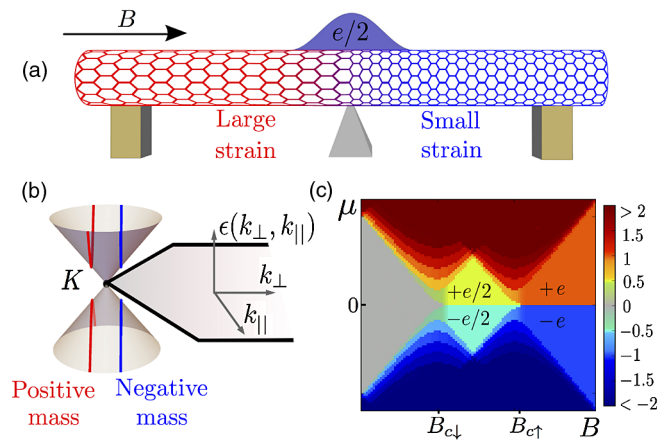 B
e/2
(a)
Large
strain
Small
strain
(b)
K
ϵ(k⊥, k||)
k⊥
k||
Positive
mass
Negative
mass
(c)
μ
0
+e/2
-e/2
+e
-e
Bc↓
Bc↑
B
> 2
1.5
1
0.5
0
-0.5
-1
-1.5
< -2